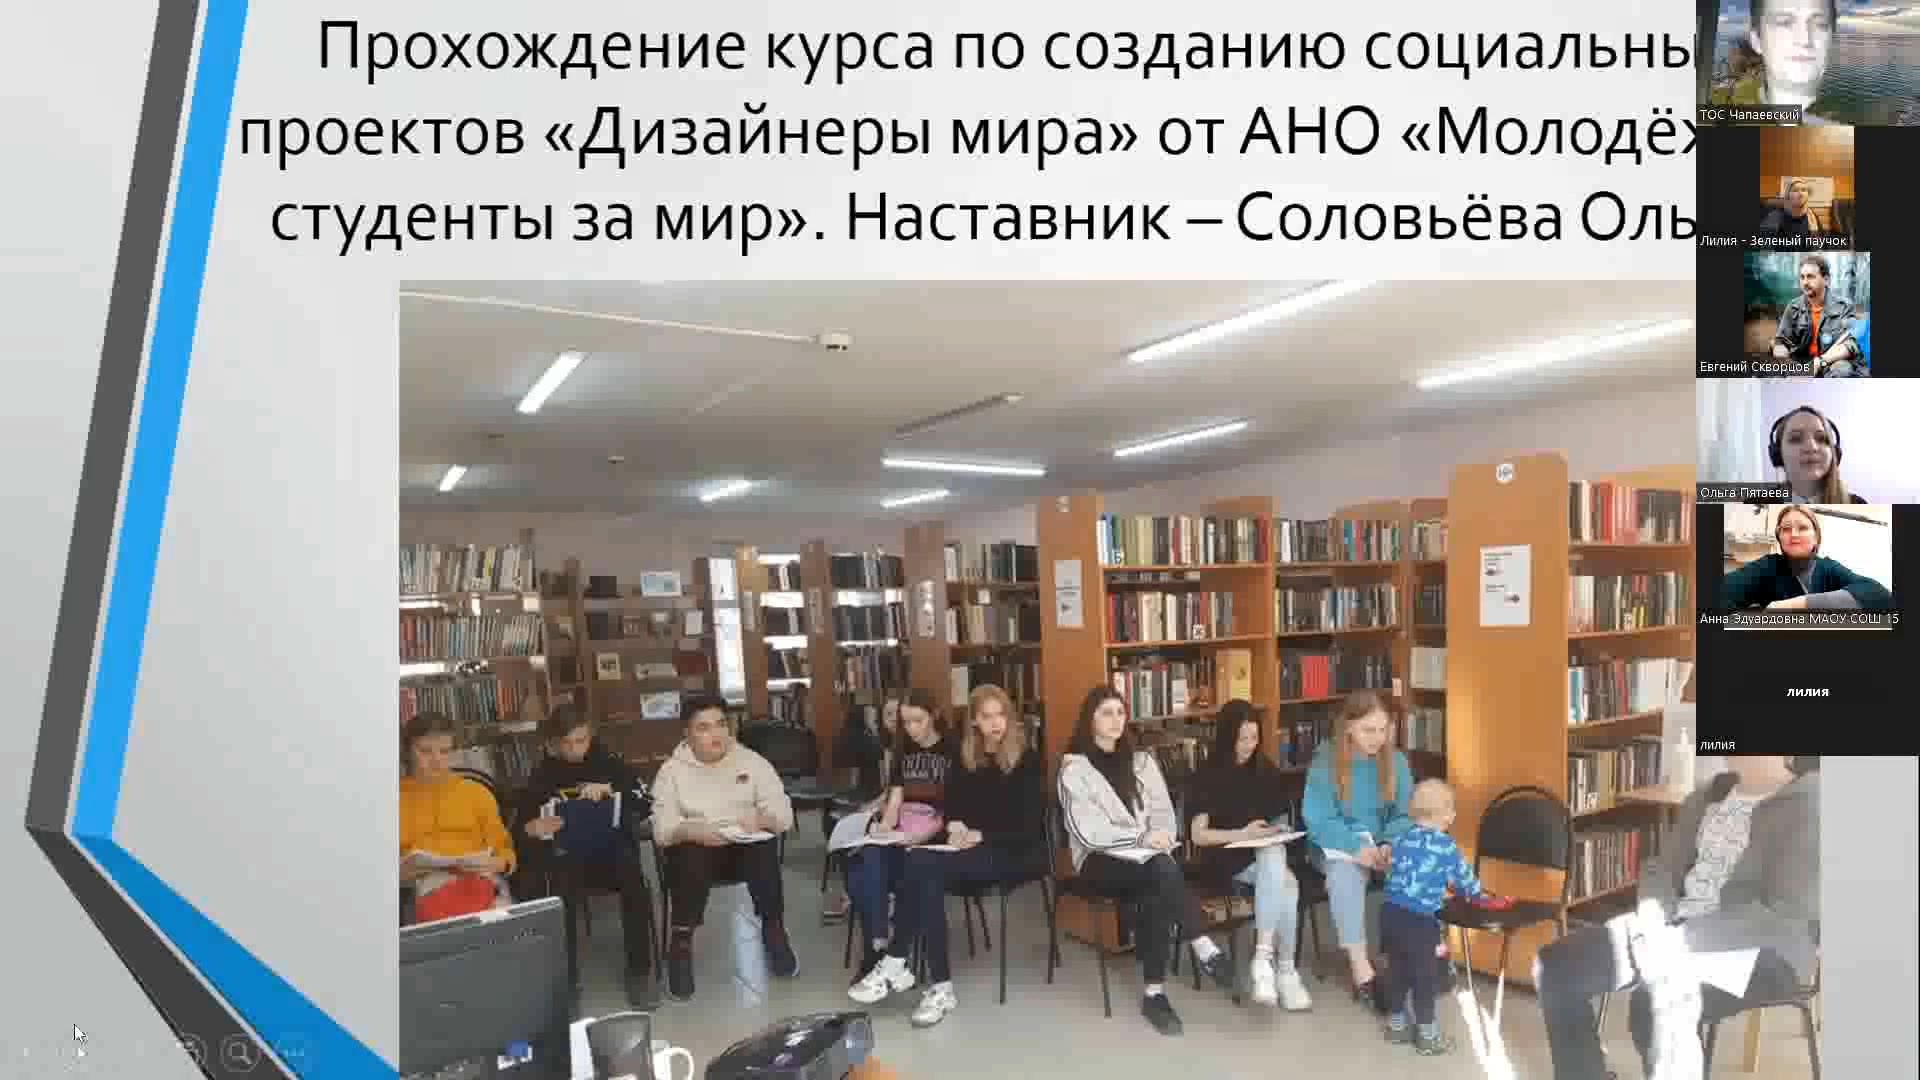 Прохождение курса по созданию социальны
проектов «Дизайнеры мира» от АНО «Молодёж
студенты за мир». Наставник – Соловьёва Оль
ТОС Чапаевский
Лилия - Зеленый паучок
Евгений Скворцов
Ольга Пятаева
Анна Эдуардовна МАОУ СОШ 15
лилия
лилия